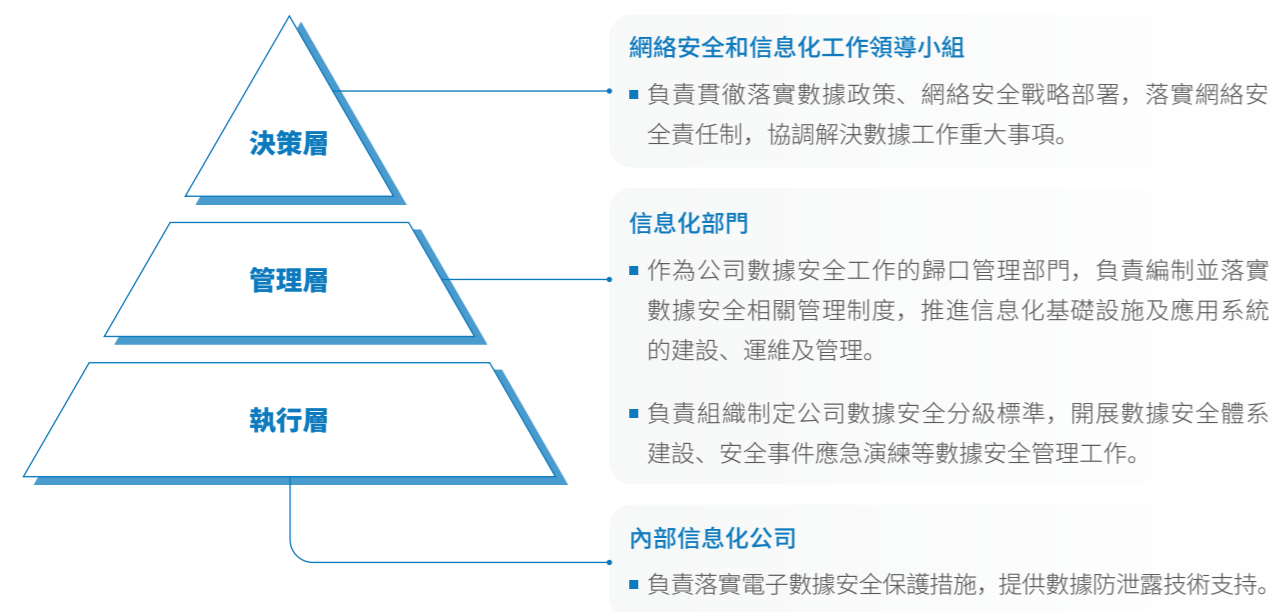 決策層
網絡安全和信息化工作領導小組
■ 負責貫徹落實數據政策、網絡安全戰略部署，落實網絡安
全責任制，協調解決數據工作重大事項。
管理層
信息化部門
■ 作為公司數據安全工作的歸口管理部門，負責編制並落實
數據安全相關管理制度，推進信息化基礎設施及應用系統
的建設、運維及管理。
■ 負責組織制定公司數據安全分級標準，開展數據安全體系
建設、安全事件應急演練等數據安全管理工作。
執行層
內部信息化公司
■ 負責落實電子數據安全保護措施，提供數據防泄露技術支持。